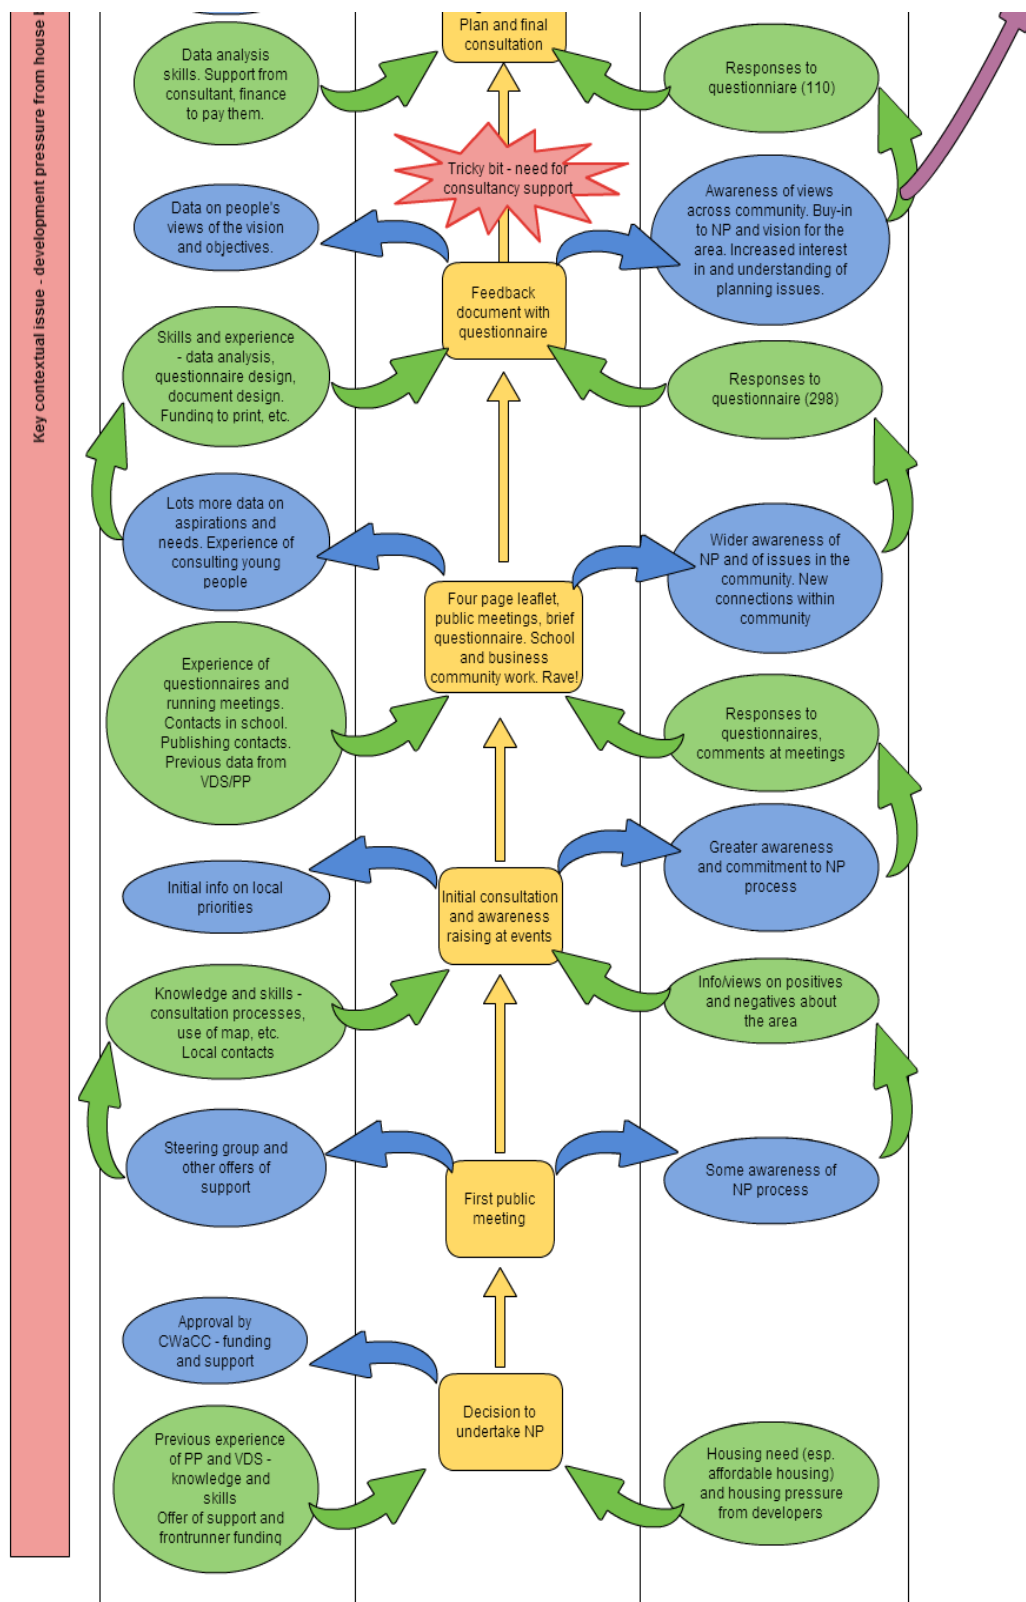 Key contextual issue - development pressure from house
Plan and final
consultation
Data analysis
skills. Support from
consultant, finance
to pay them.
Responses to
questionniare (110)
Tricky bit - need for
consultancy support
Data on people's
views of the vision
and objectives.
Awareness of views
across community. Buy-in
to NP and vision for the
area. Increased interest
in and understanding of
planning issues.
Feedback
document with
questionnaire
Skills and experience
- data analysis,
questionnaire design,
document design.
Funding to print, etc.
Responses to
questionnaire (298)
Lots more data on
aspirations and
needs. Experience of
consulting young
people
Wider awareness of
NP and of issues in the
community. New
connections within
community
Four page leaflet,
public meetings, brief
questionnaire. School
and business
community work. Rave!
Experience of
questionnaires and
running meetings.
Contacts in school.
Publishing contacts.
Previous data from
VDS/PP
Responses to
questionnaires,
comments at meetings
Greater awareness
and commitment to NP
process
Initial info on local
priorities
Initial consultation
and awareness
raising at events
Knowledge and skills -
consultation processes,
use of map, etc.
Local contacts
Info/views on positives
and negatives about
the area
Steering group and
other offers of
support
First public
meeting
Some awareness of
NP process
Approval by
CWaCC - funding
and support
Decision to
undertake NP
Previous experience
of PP and VDS -
knowledge and
skills
Offer of support and
frontrunner funding
Housing need (esp.
affordable housing)
and housing pressure
from developers